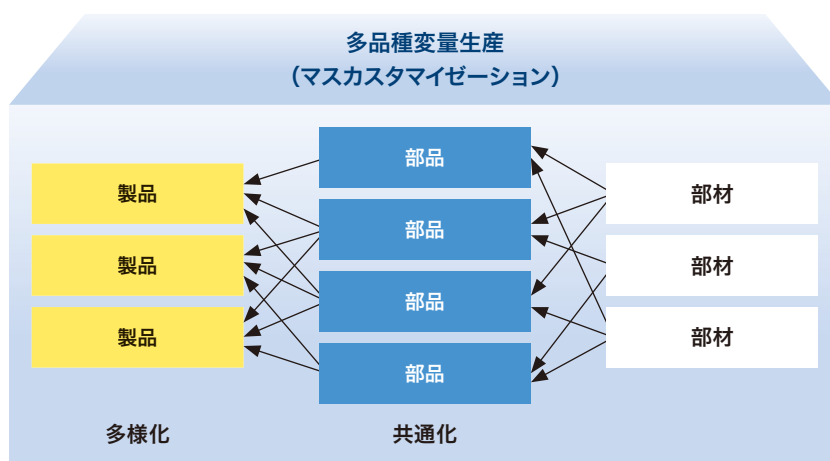 多品種変量生産
（マスカスタマイゼーション）
製品
製品
製品
部品
部品
部品
部品
部材
部材
部材
多様化
共通化